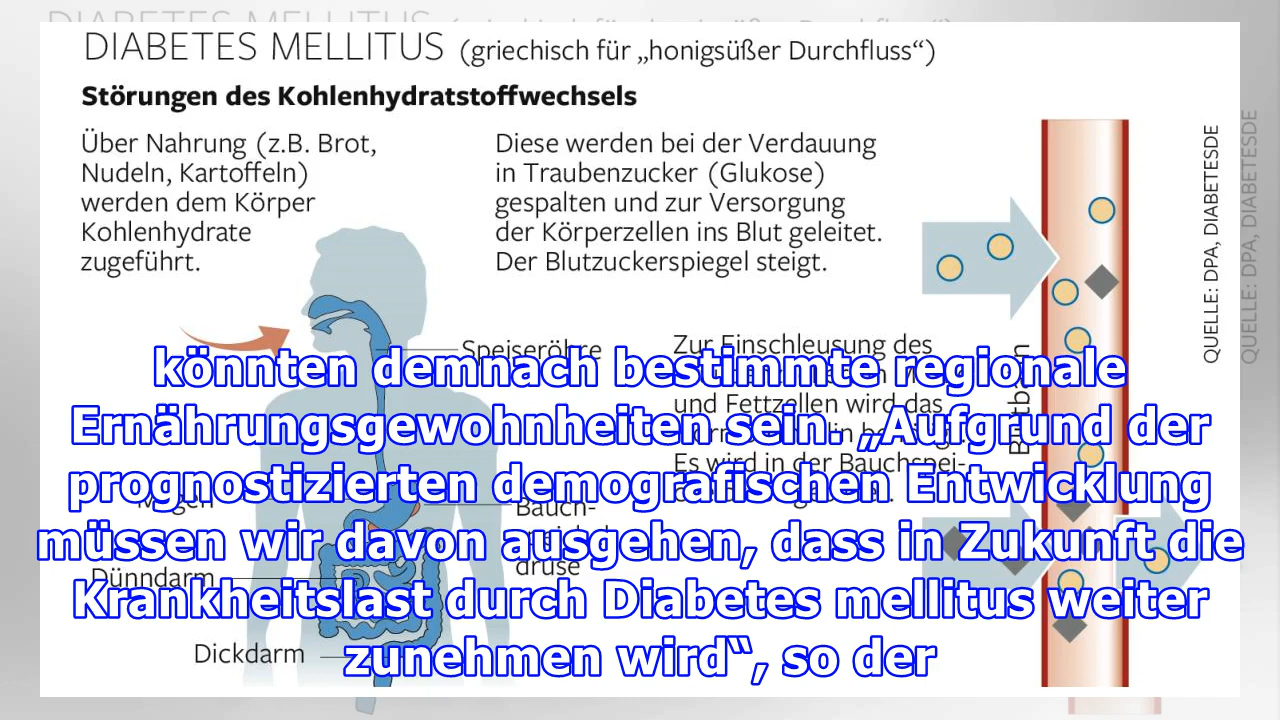 DIABETES MELLITUS (griechisch für „honigsüßer Durchfluss“)
Störungen des Kohlenhydratstoffwechsels
Über Nahrung (z.B. Brot,
Nudeln, Kartoffeln)
werden dem Körper
Kohlenhydrate
zugeführt.
Diese werden bei der Verdauung
in Traubenzucker (Glukose)
gespalten und zur Versorgung
der Körperzellen ins Blut geleitet.
Der Blutzuckerspiegel steigt.
QUELLE: DPA, DIABETESDE
QUELLE: DPA, DIABETESDE
Speiseröhre
Zur Einschleusung des
und Fettzellen wird das
Es wird in der Bauchspei-
Magen
Bauch-
drüse
Dünndarm
Dickdarm
könnten demnach bestimmte regionale
Ernährungsgewohnheiten sein. „Aufgrund der
prognostizierten demografischen Entwicklung
müssen wir davon ausgehen, dass in Zukunft die
Krankheitslast durch Diabetes mellitus weiter
zunehmen wird“, so der